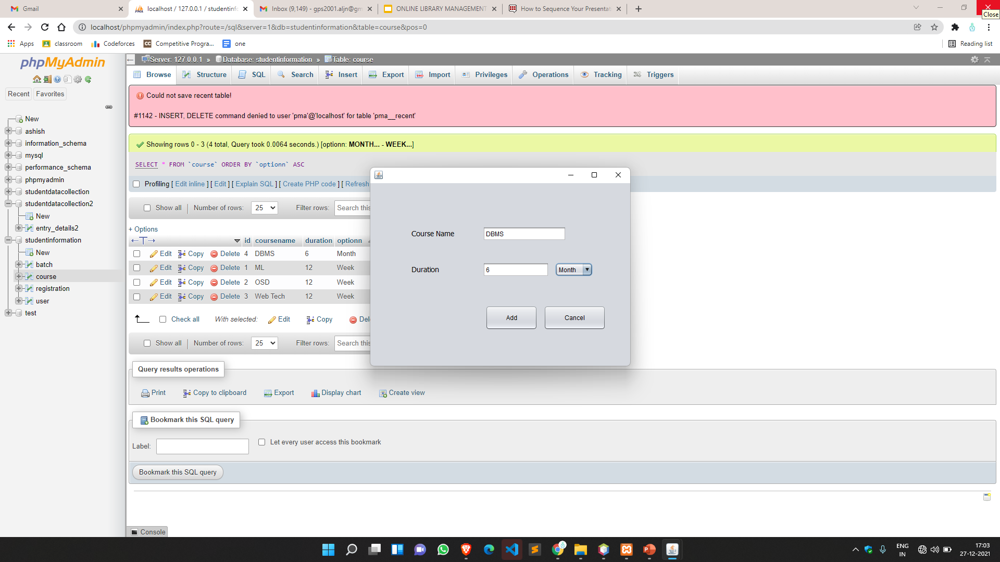 Gmail
localhost / 127.0.0.1 / studentinfo
Inbox (9,149) - gps2001.aljn@gm
ONLINE LIBRARY MANAGEMENT
How to Sequence Your Presentat
Close
localhost/phpmyadmin/index.php?route=/sql&server=1&db=studentinformation&table=course&pos=0
Apps
classroom
Codeforces
Competitive Progra...
one
Reading list
phpMyAdmin
Recent
Favorites
New
ashish
information_schema
mysql
performance_schema
phpmyadmin
studentdatacollection
studentdatacollection2
New
entry_details2
studentinformation
New
batch
course
registration
user
test
Server: 127.0.0.1 » Database: studentinformation » Table: course
Browse Structure SQL Search Insert Export Import Privileges Operations Tracking Triggers
Could not save recent table!
#1142 - INSERT, DELETE command denied to user 'pma'@'localhost' for table 'pma__recent'
Showing rows 0 - 3 (4 total, Query took 0.0064 seconds.) [optionn: MONTH... - WEEK...]
SELECT * FROM `course` ORDER BY `optionn` ASC
Profiling [ Edit inline ] [ Edit ] [ Explain SQL ] [ Create PHP code ] [ Refresh
Show all Number of rows: 25 Filter rows: Search this
+ Options
id coursename duration optionn
Edit Copy Delete 4 DBMS 6 Month
Edit Copy Delete 1 ML 12 Week
Edit Copy Delete 2 OSD 12 Week
Edit Copy Delete 3 Web Tech 12 Week
Check all With selected: Edit Copy Del
Show all Number of rows: 25 Filter rows: Search this
Query results operations
Print Copy to clipboard Export Display chart Create view
Bookmark this SQL query
Label:
Let every user access this bookmark
Bookmark this SQL query
Console
Course Name DBMS
Duration 6 Month
Add Cancel
ENG
IN
17:03
27-12-2021